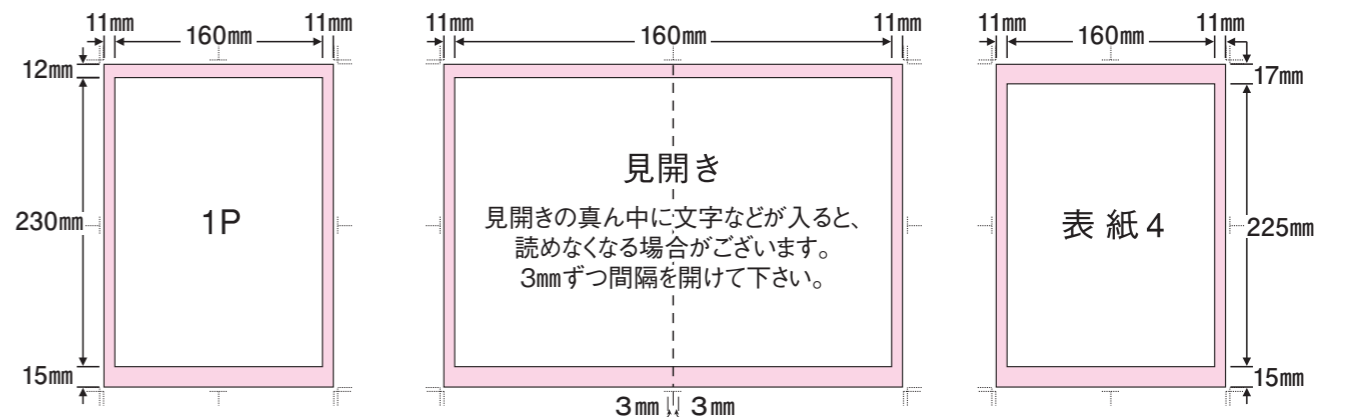 11㎜ 160㎜ 11㎜
12㎜
230㎜
15㎜
1P
11㎜ 160㎜ 11㎜
見開き
見開きの真ん中に文字などが入ると、
読めなくなる場合がございます。
3㎜ずつ間隔を開けて下さい。
3㎜ 3㎜
11㎜ 160㎜ 11㎜
17㎜
表紙4
225㎜
15㎜